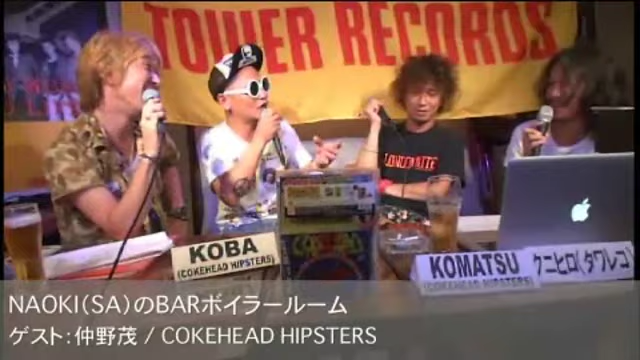 TOWER RECORDS
KOBA
(COKEHEAD HIPSTERS)
KOMATSU
(COKEHEAD HIPSTERS)
クニヒロ(タワレコ)
NAOKI(SA)のBARボイラールーム
ゲスト:仲野茂 / COKEHEAD HIPSTERS